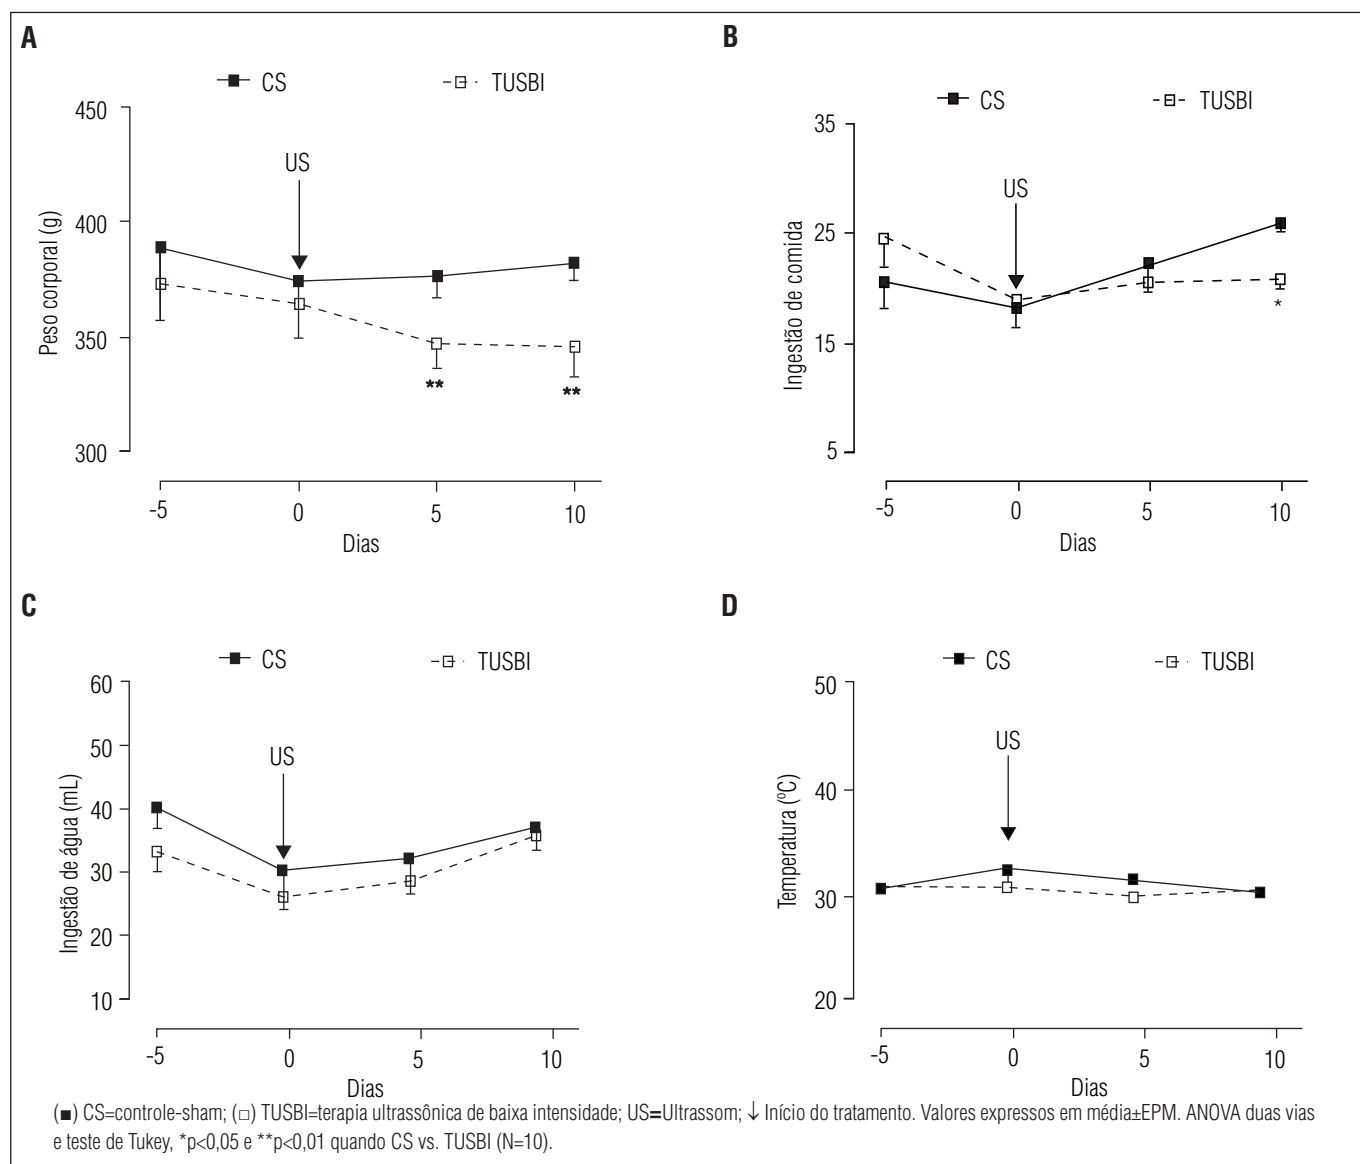 A
CS
TUSBI
450
400
350
300
Peso corporal (g)
US
**
**
-5
0
5
10
Dias
B
CS
TUSBI
35
25
15
5
Ingestão de comida
US
*
-5
0
5
10
Dias
C
CS
TUSBI
60
50
40
30
20
10
Ingestão de água (mL)
US
-5
0
5
10
Dias
D
CS
TUSBI
50
40
30
20
Temperatura (ºC)
US
-5
0
5
10
Dias
(■) CS=controle-sham; (□) TUSBI=terapia ultrassônica de baixa intensidade; US=Ultrassom; ↓ Início do tratamento. Valores expressos em média±EPM. ANOVA duas vias
e teste de Tukey, *p<0,05 e **p<0,01 quando CS vs. TUSBI (N=10).